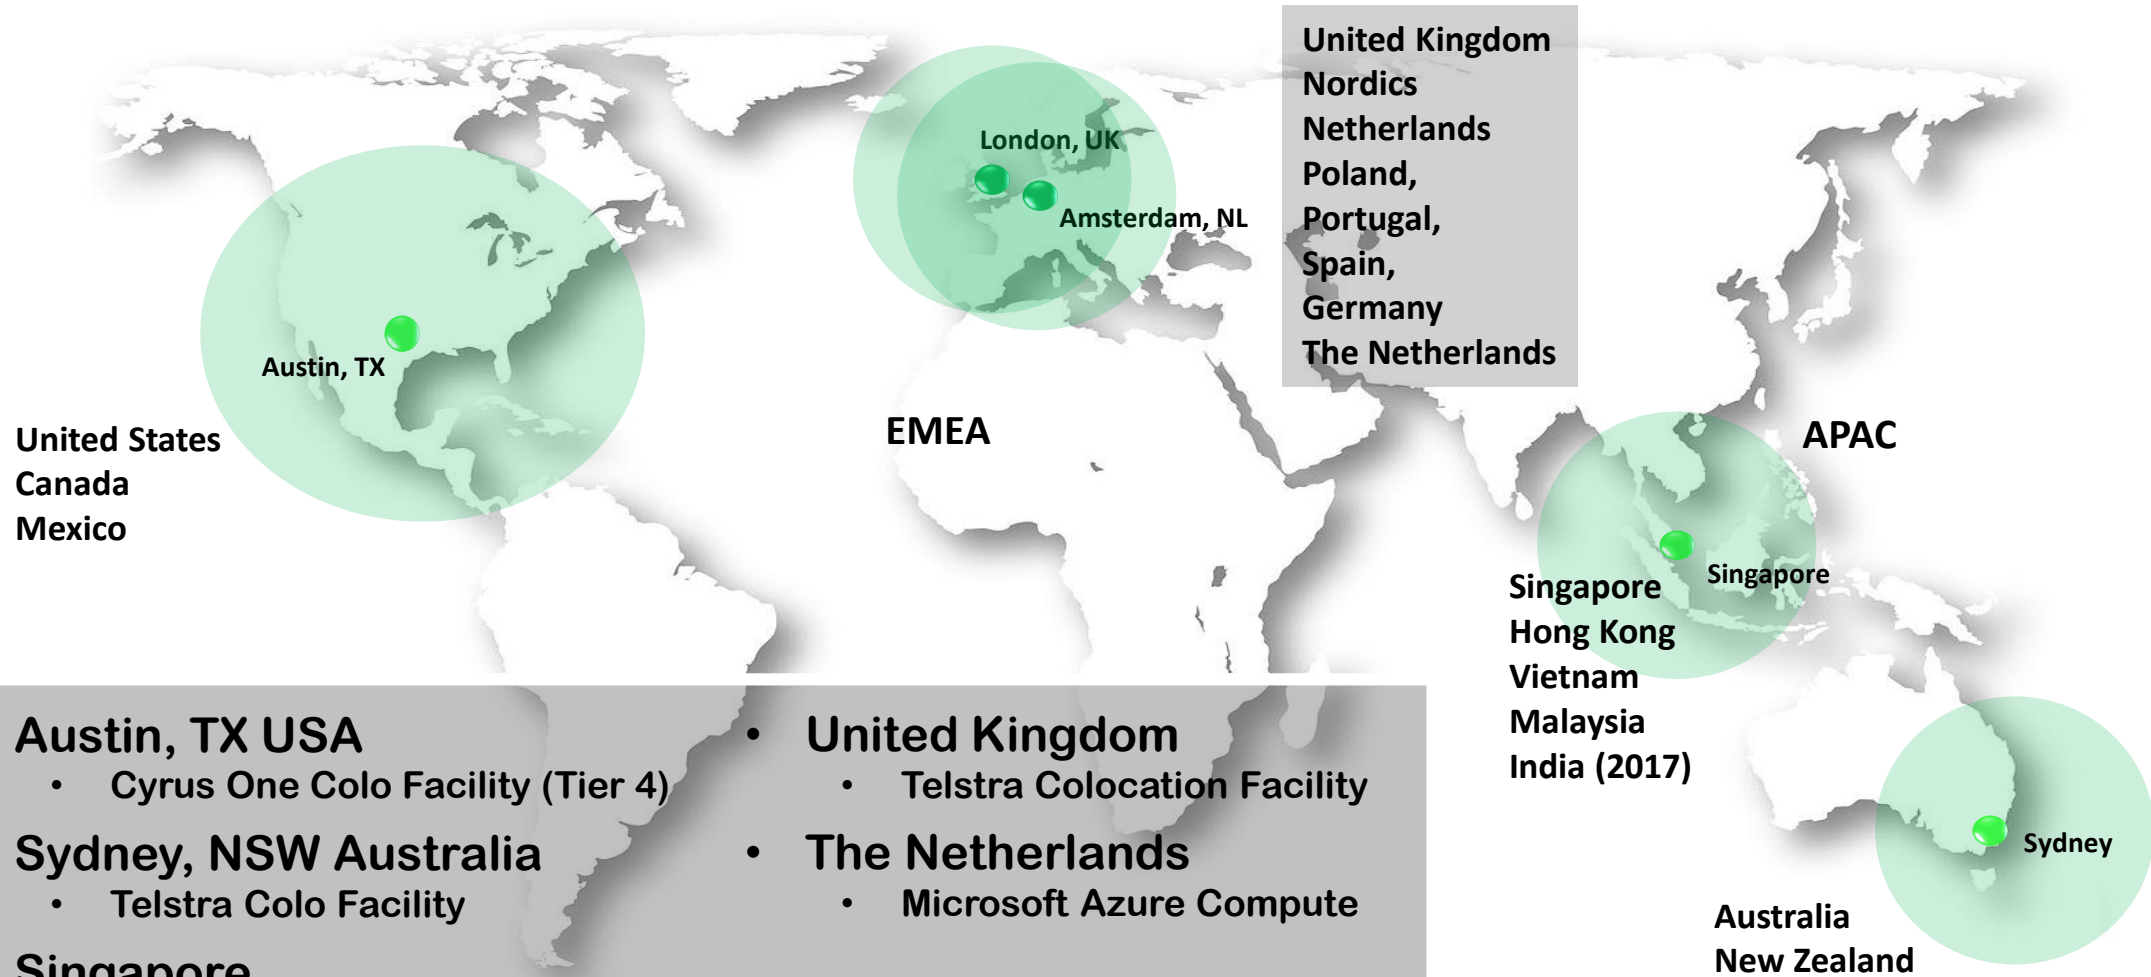 United Kingdom
Nordics
Netherlands
Poland,
Portugal,
Spain,
Germany
The Netherlands
London, UK
Amsterdam, NL
Austin, TX
EMEA
APAC
United States
Canada
Mexico
Singapore
Singapore
Hong Kong
Vietnam
Malaysia
India (2017)
Sydney
Australia
New Zealand
Austin, TX USA
• Cyrus One Colo Facility (Tier 4)
Sydney, NSW Australia
• Telstra Colo Facility
Singapore
• United Kingdom
• Telstra Colocation Facility
• The Netherlands
• Microsoft Azure Compute